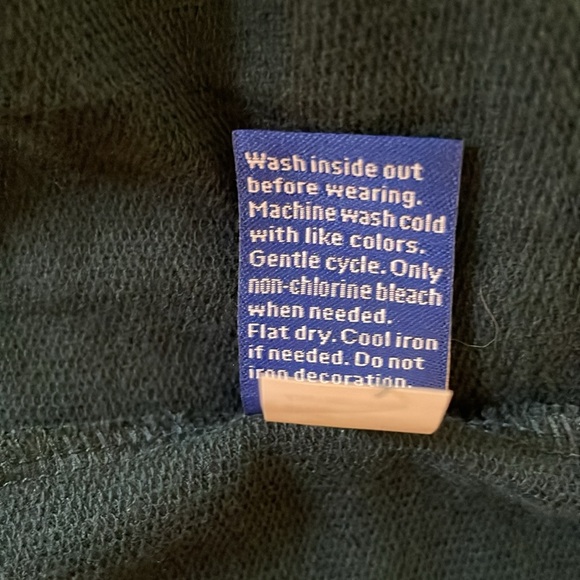 Wash inside out
before wearing.
Machine wash cold
with like colors.
Gentle cycle. Only
non-chlorine bleach
when needed.
Flat dry. Cool iron
if needed. Do not
iron decoration.